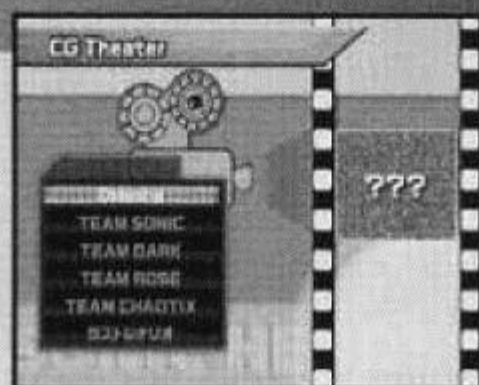 CG Theater
???
TEAM SONIC
TEAM DARK
TEAM ROSE
TEAM CHAOTIX